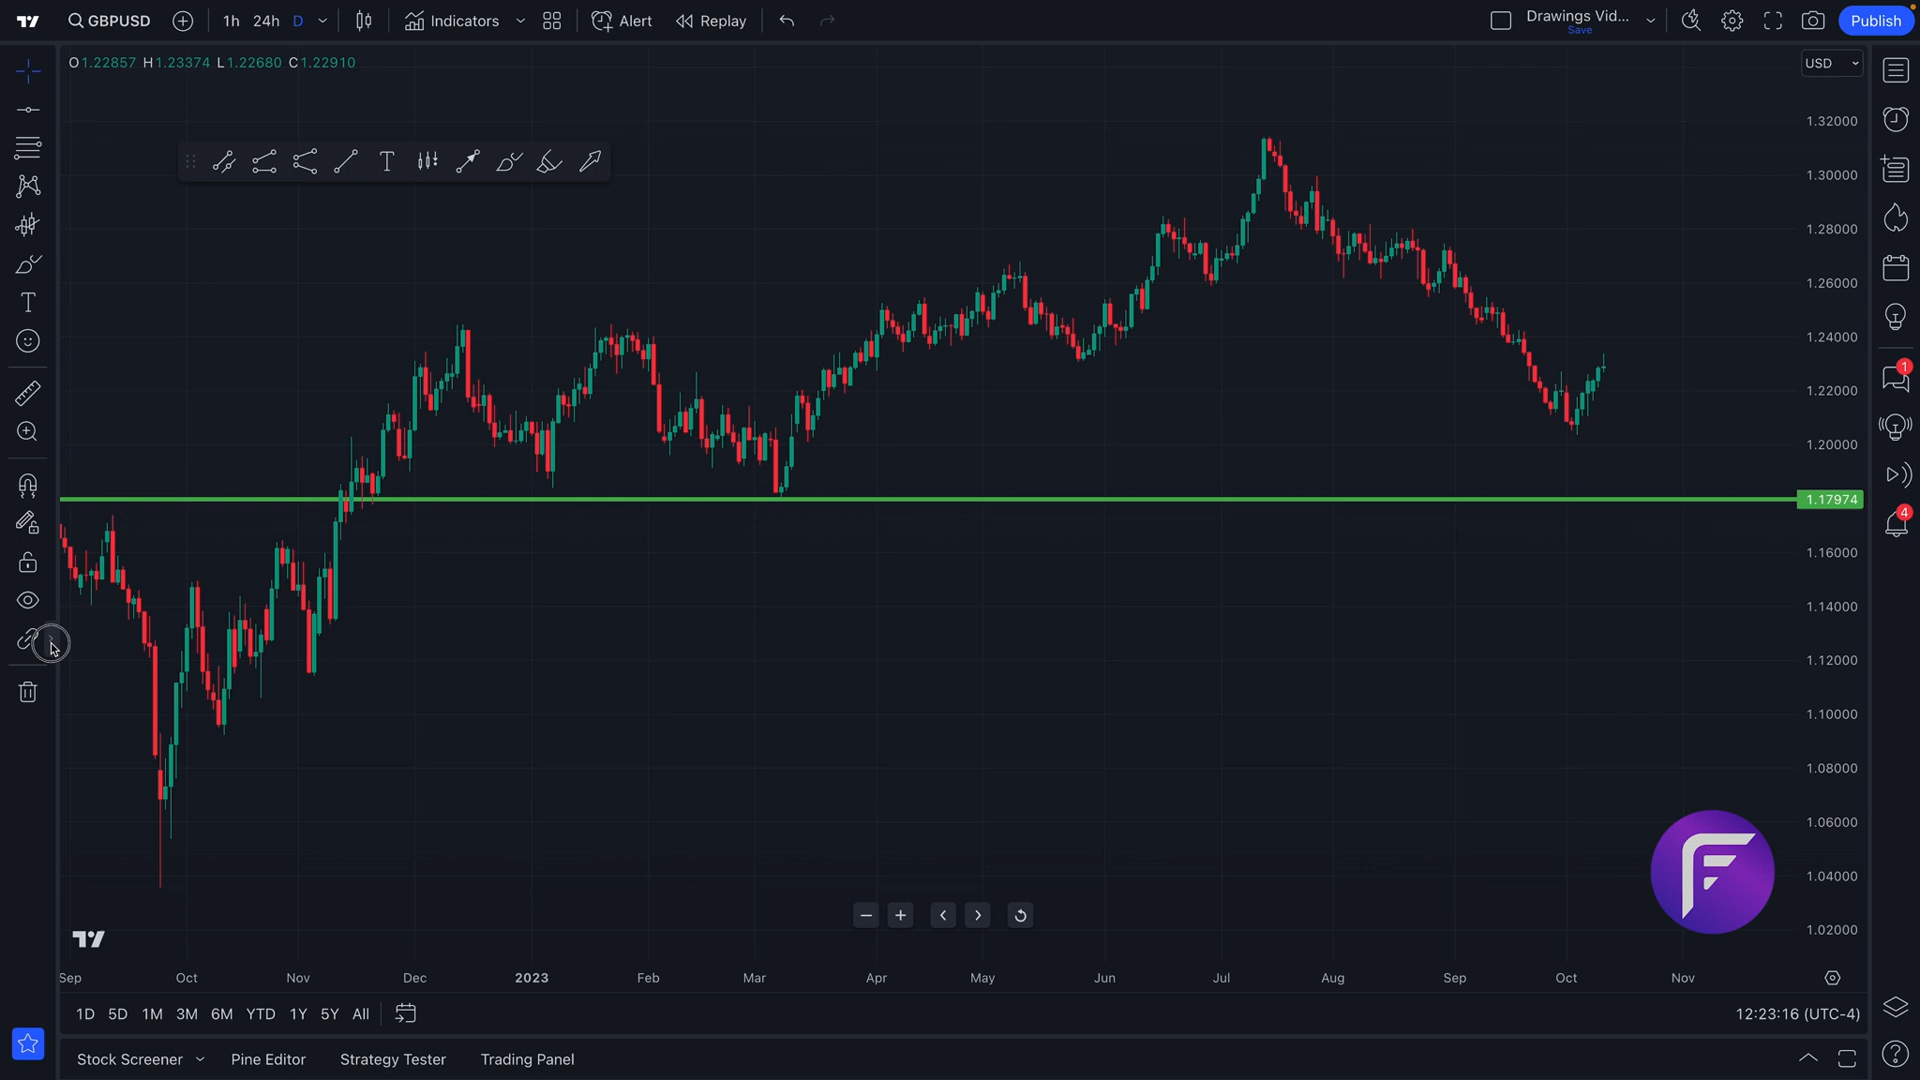 GBPUSD 1h 24h D Indicators Alert Replay Drawings Vid... Save Publish
O1.22857 H1.23374 L1.22680 C1.22910
USD
1.32000
1.30000
1.28000
1.26000
1.24000
1.22000
1.20000
1.17974
1.16000
1.14000
1.12000
1.10000
1.08000
1.06000
1.04000
1.02000
1
4
T
T
F
Sep Oct Nov Dec 2023 Feb Mar Apr May Jun Jul Aug Sep Oct Nov
1D 5D 1M 3M 6M YTD 1Y 5Y All 12:23:16 (UTC-4)
Stock Screener Pine Editor Strategy Tester Trading Panel